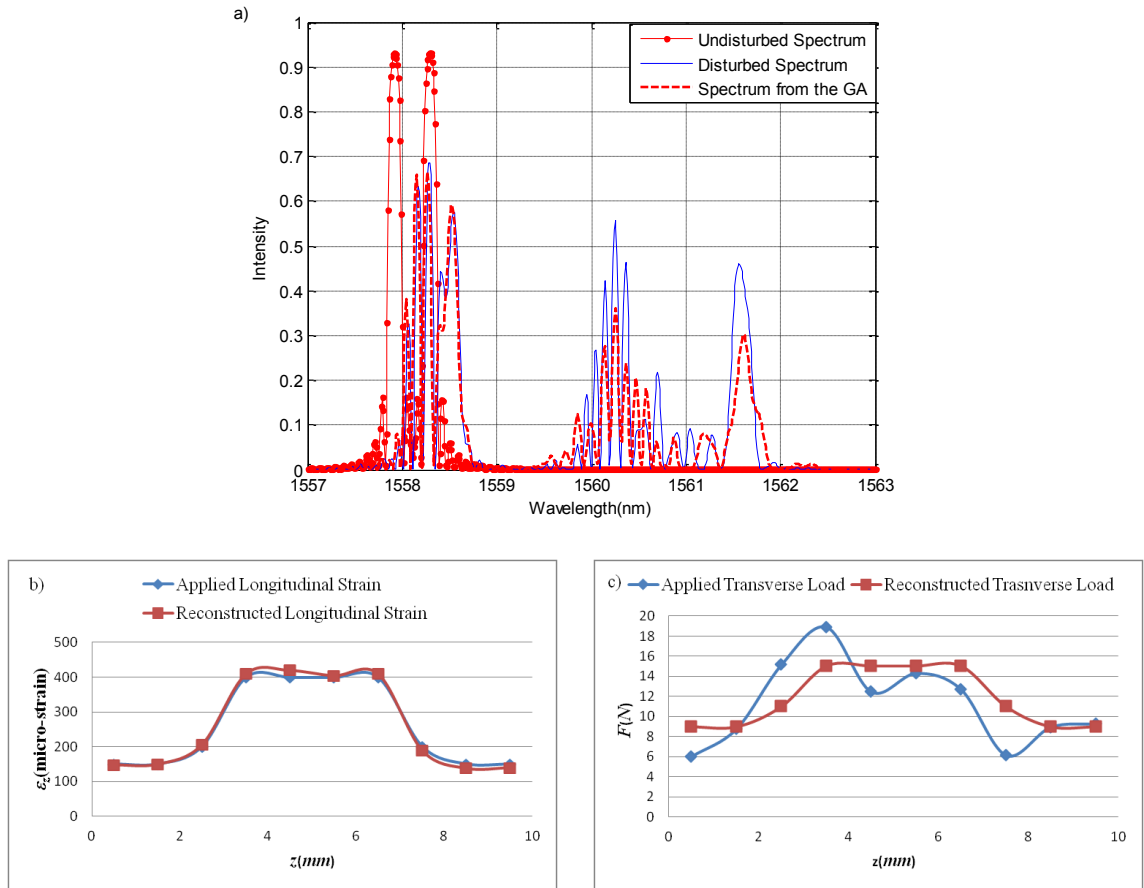 a)
1
0.9
0.8
0.7
0.6
0.5
0.4
0.3
0.2
0.1
0
Intensity
Undisturbed Spectrum
Disturbed Spectrum
Spectrum from the GA
1557 1558 1559 1560 1561 1562 1563
Wavelength(nm)
b)
Applied Longitudinal Strain
Reconstructed Longitudinal Strain
500
400
300
200
100
0
εz(micro-strain)
0 2 4 6 8 10
z(mm)
c)
Applied Transverse Load Reconstructed Trasnverse Load
20
18
16
14
12
10
8
6
4
2
0
F(N)
0 2 4 6 8 10
z(mm)